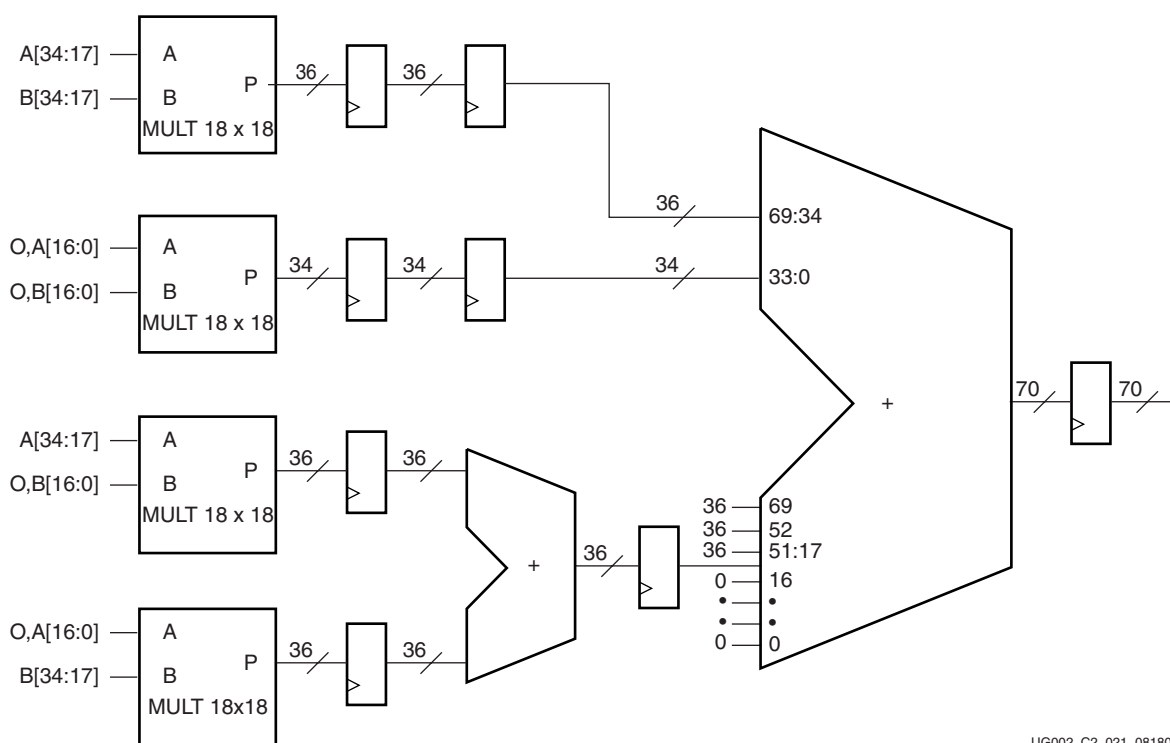 A[34:17]
B[34:17]
A
B
P
MULT 18 x 18
36
36
36
69:34
O,A[16:0]
O,B[16:0]
A
B
P
MULT 18 x 18
34
34
34
33:0
+
70
70
A[34:17]
O,B[16:0]
A
B
P
MULT 18 x 18
36
36
+
36
36 69
36 52
36 51:17
0 16
0 0
O,A[16:0]
B[34:17]
A
B
P
MULT 18x18
36
36